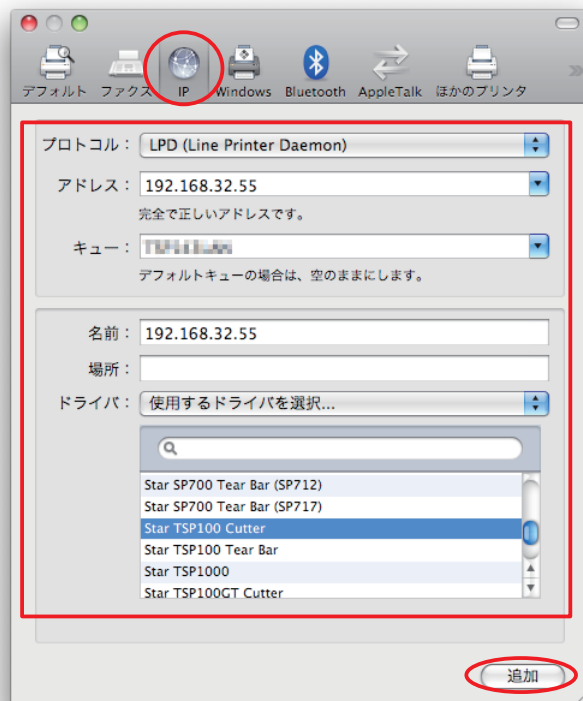 デフォルト ファクス IP Windows Bluetooth AppleTalk ほかのプリンタ
プロトコル： LPD (Line Printer Daemon)
アドレス： 192.168.32.55
完全で正しいアドレスです。
キュー：
デフォルトキューの場合は、空のままにします。
名前： 192.168.32.55
場所：
ドライバ： 使用するドライバを選択...
Star SP700 Tear Bar (SP712)
Star SP700 Tear Bar (SP717)
Star TSP100 Cutter
Star TSP100 Tear Bar
Star TSP1000
Star TSP100GT Cutter
追加